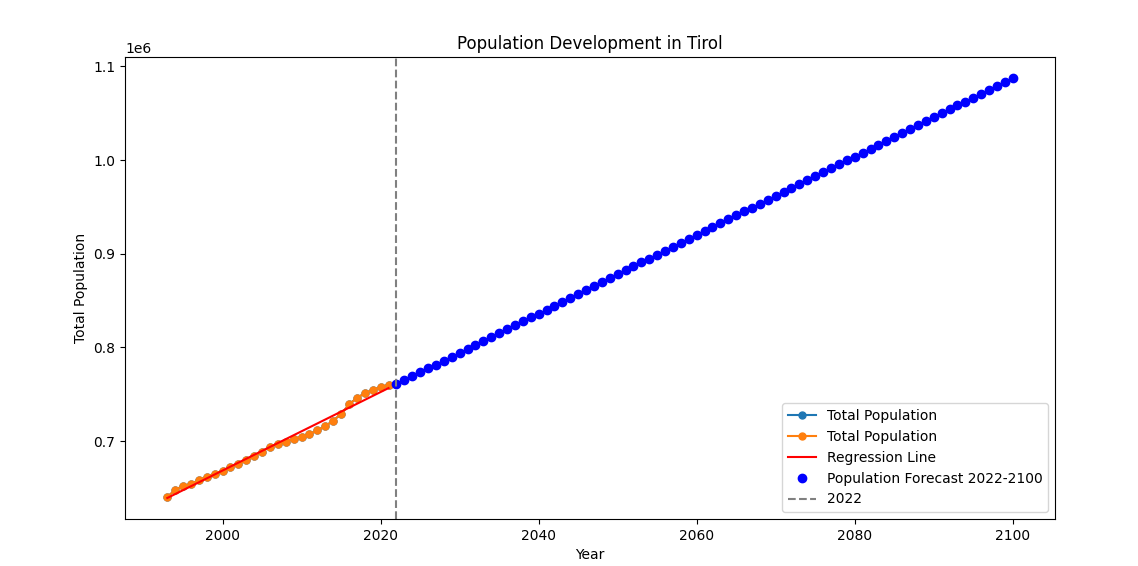 Population Development in Tirol
1e6
1.1
1.0
0.9
0.8
0.7
Total Population
2000 2020 2040 2060 2080 2100
Year
Total Population
Total Population
Regression Line
Population Forecast 2022-2100
2022